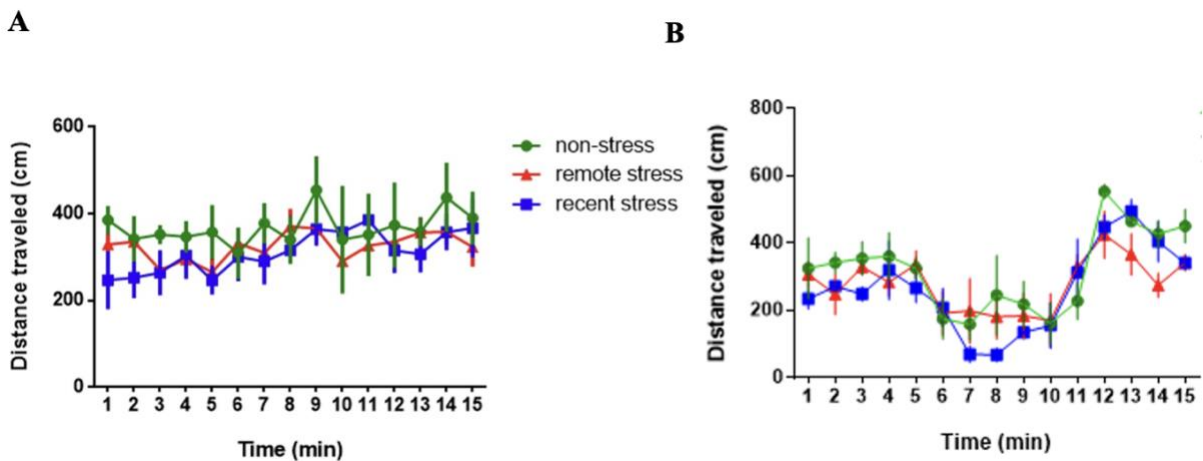 A
B
Distance traveled (cm)
600
400
200
0
1 2 3 4 5 6 7 8 9 10 11 12 13 14 15
Time (min)
non-stress
remote stress
recent stress
Distance traveled (cm)
800
600
400
200
0
1 2 3 4 5 6 7 8 9 10 11 12 13 14 15
Time (min)